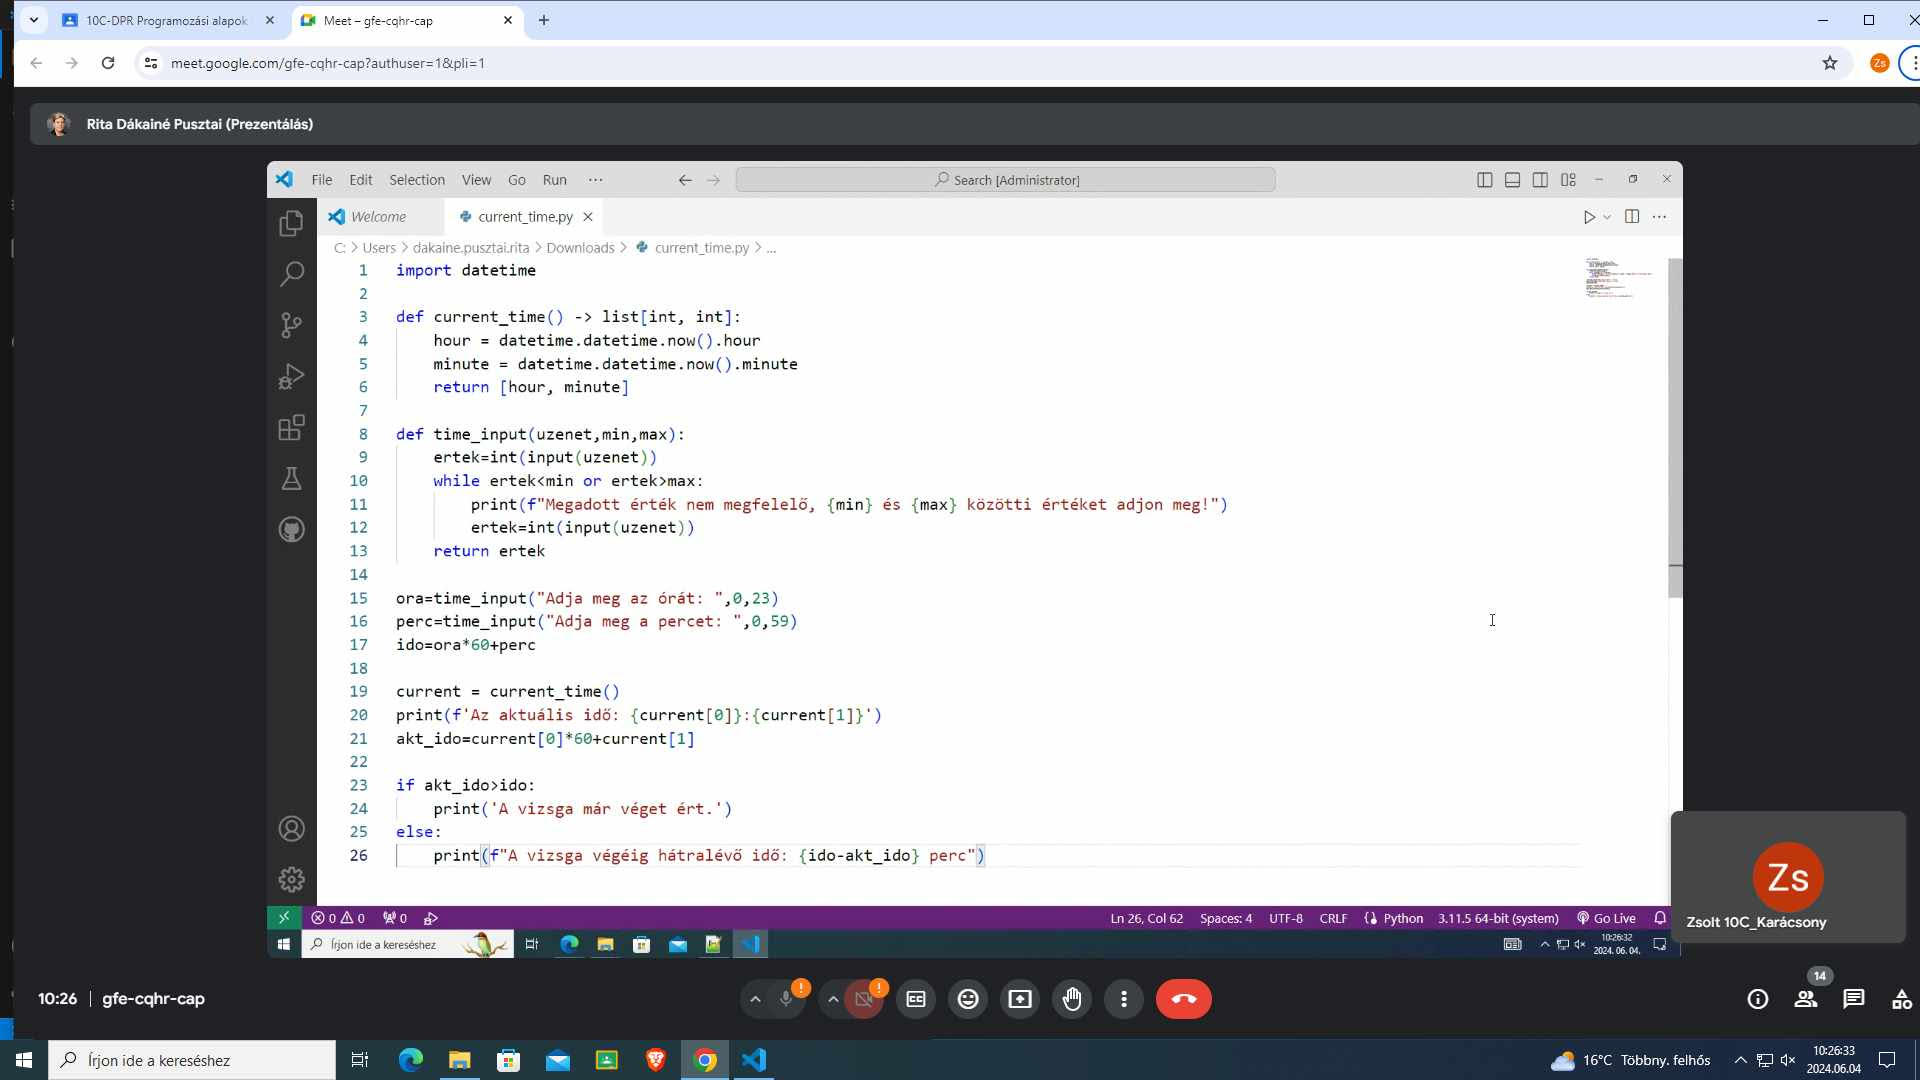 10C-DPR Programozási alapok
Meet – gfe-cqhr-cap
meet.google.com/gfe-cqhr-cap?authuser=1&pli=1
Zs
Rita Dákainé Pusztai (Prezentálás)
File Edit Selection View Go Run ···
Search [Administrator]
Welcome
current_time.py
C: > Users > dakaine.pusztai.rita > Downloads > current_time.py > ...
1 import datetime
2
3 def current_time() -> list[int, int]:
4 hour = datetime.datetime.now().hour
5 minute = datetime.datetime.now().minute
6 return [hour, minute]
7
8 def time_input(uzenet,min,max):
9 ertek=int(input(uzenet))
10 while ertek<min or ertek>max:
11 print(f"Megadott érték nem megfelelő, {min} és {max} közötti értéket adjon meg!")
12 ertek=int(input(uzenet))
13 return ertek
14
15 ora=time_input("Adja meg az órát: ",0,23)
16 perc=time_input("Adja meg a percet: ",0,59)
17 ido=ora*60+perc
18
19 current = current_time()
20 print(f'Az aktuális idő: {current[0]}:{current[1]}')
21 akt_ido=current[0]*60+current[1]
22
23 if akt_ido>ido:
24 print('A vizsga már véget ért.')
25 else:
26 print(f"A vizsga végéig hátralévő idő: {ido-akt_ido} perc")
0 0 0
Ln 26, Col 62 Spaces: 4 UTF-8 CRLF Python 3.11.5 64-bit (system) Go Live
Írjon ide a kereséshez
10:26:32
2024. 06. 04.
Zs
Zsolt 10C_Karácsony
10:26 | gfe-cqhr-cap
CC
14
Írjon ide a kereséshez
16°C Többny. felhős
10:26:33
2024.06.04